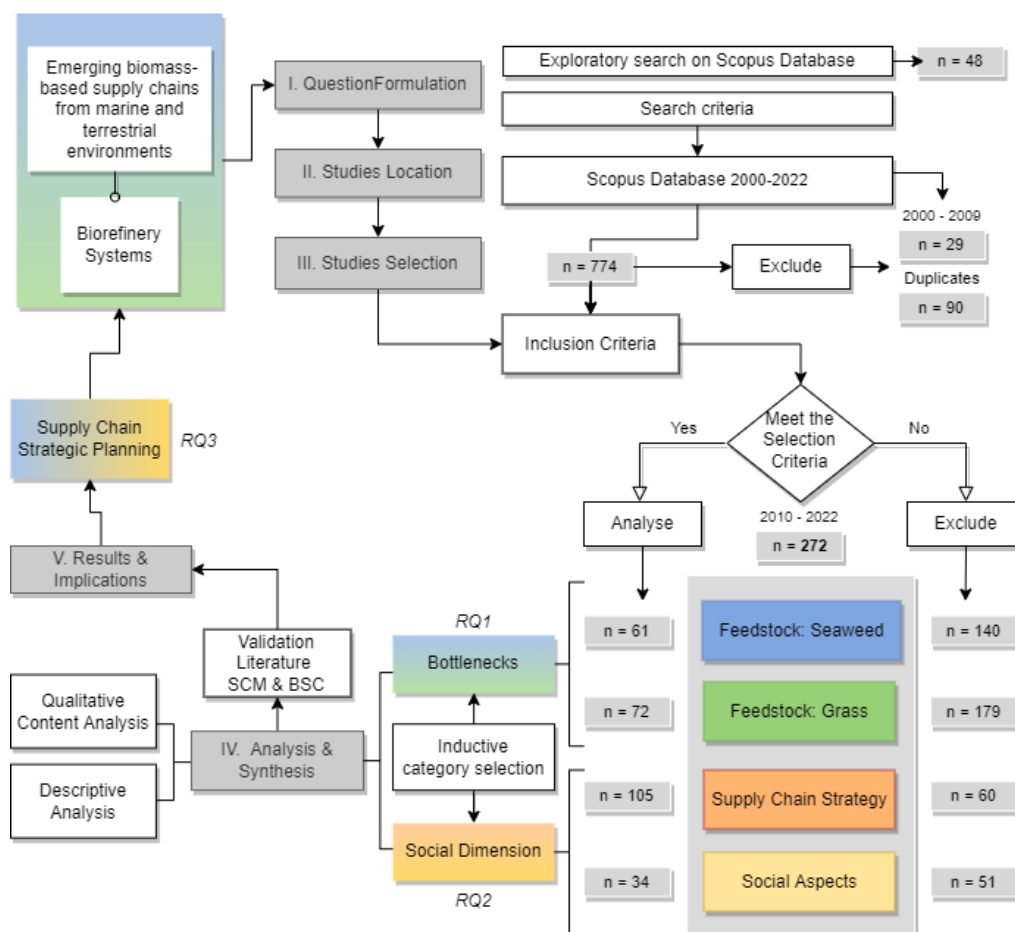 Emerging biomass-
based supply chains
from marine and
terrestrial
environments
Biorefinery
Systems
I. QuestionFormulation
II. Studies Location
III. Studies Selection
Exploratory search on Scopus Database
n = 48
Search criteria
Scopus Database 2000-2022
2000 - 2009
n = 29
Duplicates
n = 90
n = 774
Exclude
Inclusion Criteria
Meet the
Selection
Criteria
Yes
No
2010 - 2022
n = 272
Analyse
Exclude
Supply Chain
Strategic Planning
RQ3
V. Results &
Implications
Validation
Literature
SCM & BSC
Qualitative
Content Analysis
Descriptive
Analysis
IV. Analysis &
Synthesis
RQ1
Bottlenecks
Inductive
category selection
Social Dimension
RQ2
n = 61
Feedstock: Seaweed
n = 140
n = 72
Feedstock: Grass
n = 179
n = 105
Supply Chain Strategy
n = 60
n = 34
Social Aspects
n = 51